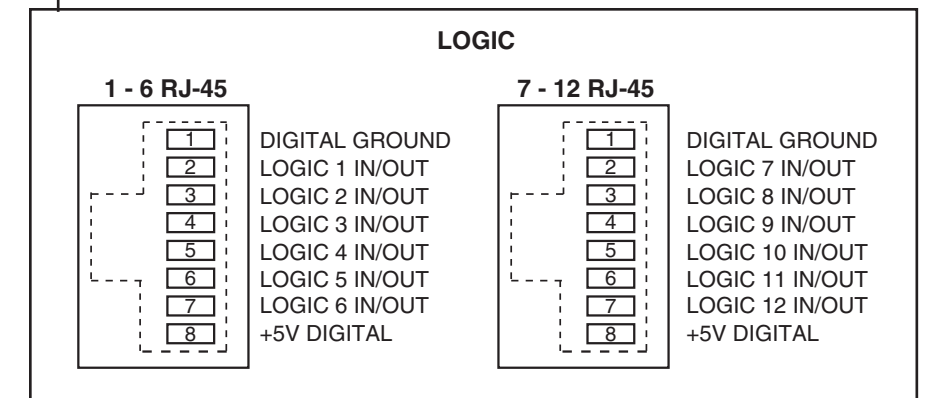 LOGIC
1 - 6 RJ-45
1 DIGITAL GROUND
2 LOGIC 1 IN/OUT
3 LOGIC 2 IN/OUT
4 LOGIC 3 IN/OUT
5 LOGIC 4 IN/OUT
6 LOGIC 5 IN/OUT
7 LOGIC 6 IN/OUT
8 +5V DIGITAL
7 - 12 RJ-45
1 DIGITAL GROUND
2 LOGIC 7 IN/OUT
3 LOGIC 8 IN/OUT
4 LOGIC 9 IN/OUT
5 LOGIC 10 IN/OUT
6 LOGIC 11 IN/OUT
7 LOGIC 12 IN/OUT
8 +5V DIGITAL